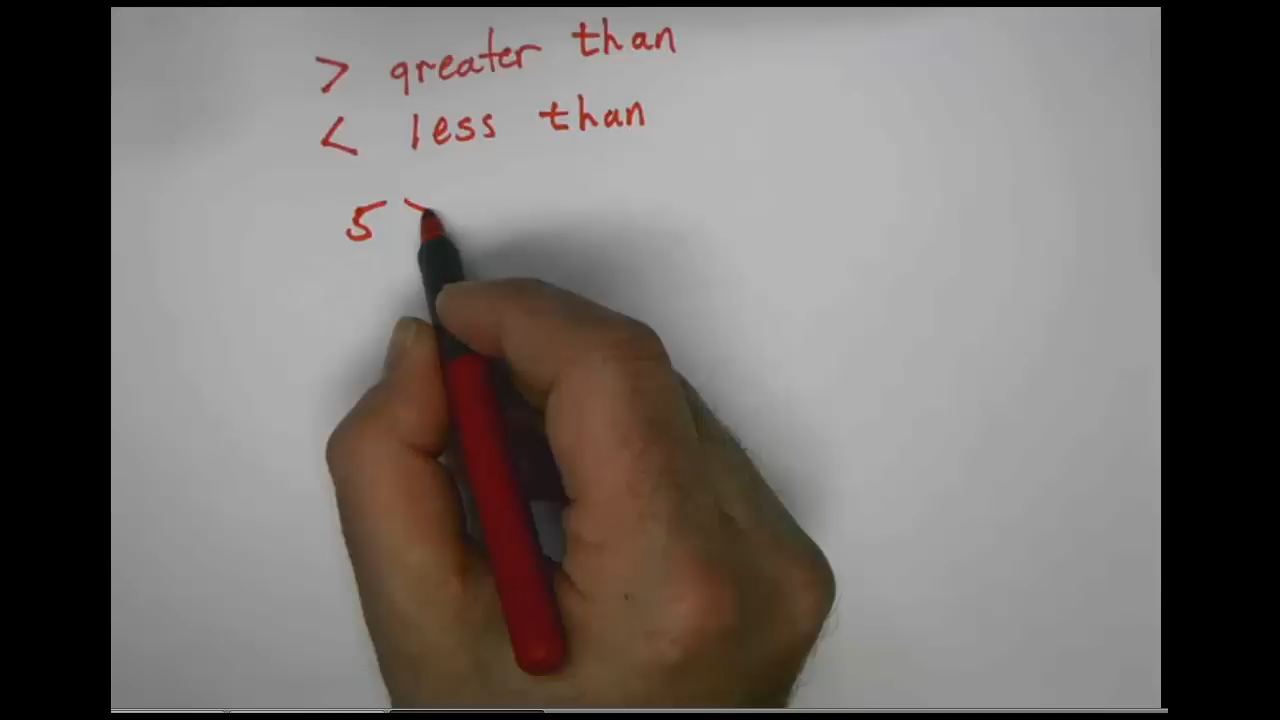 > greater than
< less than
5 >